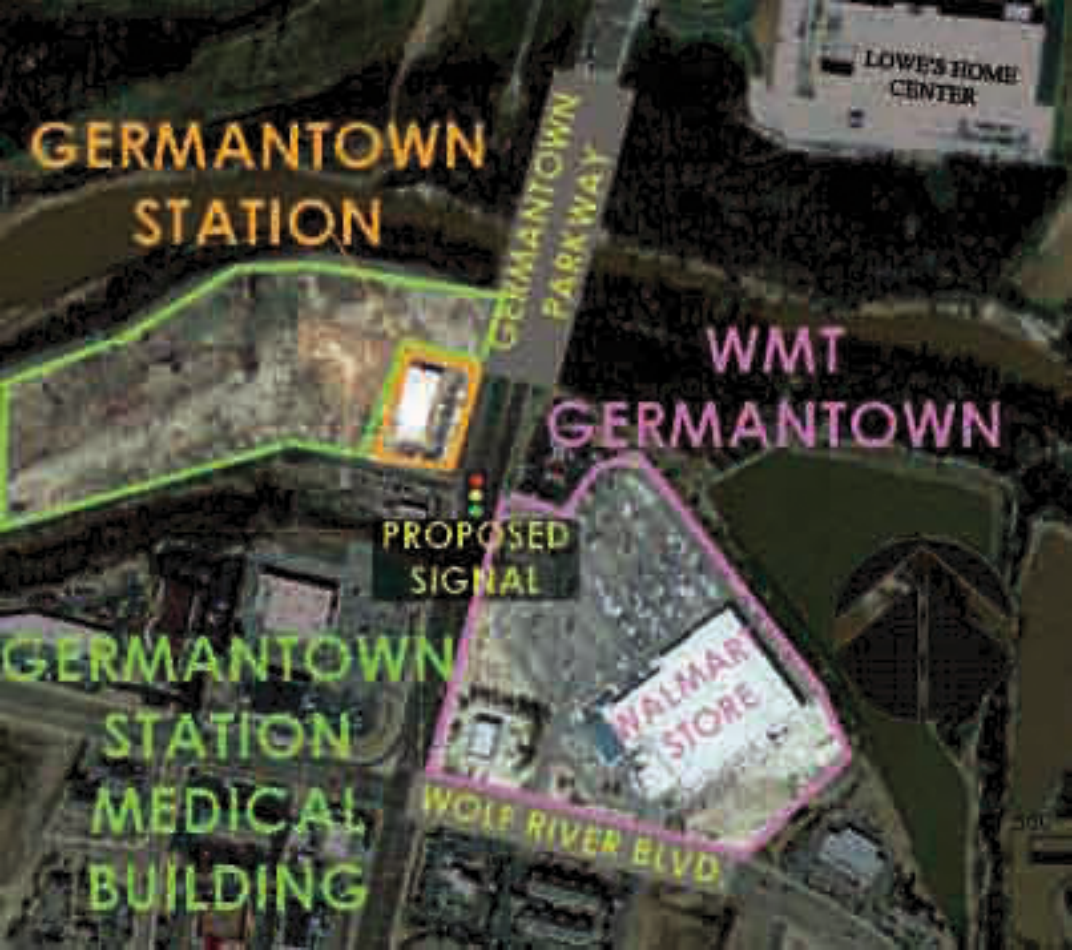 LOWE'S HOME
CENTER
GERMANTOWN
STATION
GERMANTOWN
PARKWAY
WMT
GERMANTOWN
PROPOSED
SIGNAL
GERMANTOWN
STATION
MEDICAL
BUILDING
WALMART
STORE
WOLF RIVER BLVD.